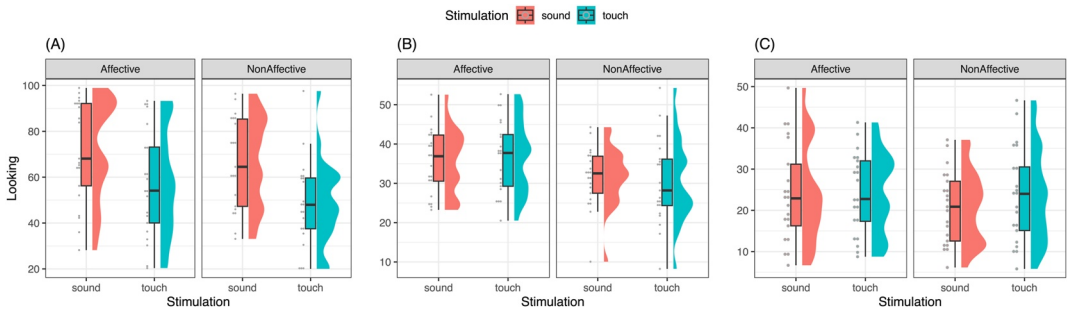 Stimulation sound touch
(A) (B) (C)
Affective NonAffective Affective NonAffective Affective NonAffective
Looking
100
80
60
40
20
50
40
30
20
10
50
40
30
20
10
sound touch sound touch sound touch sound touch sound touch sound touch
Stimulation Stimulation Stimulation